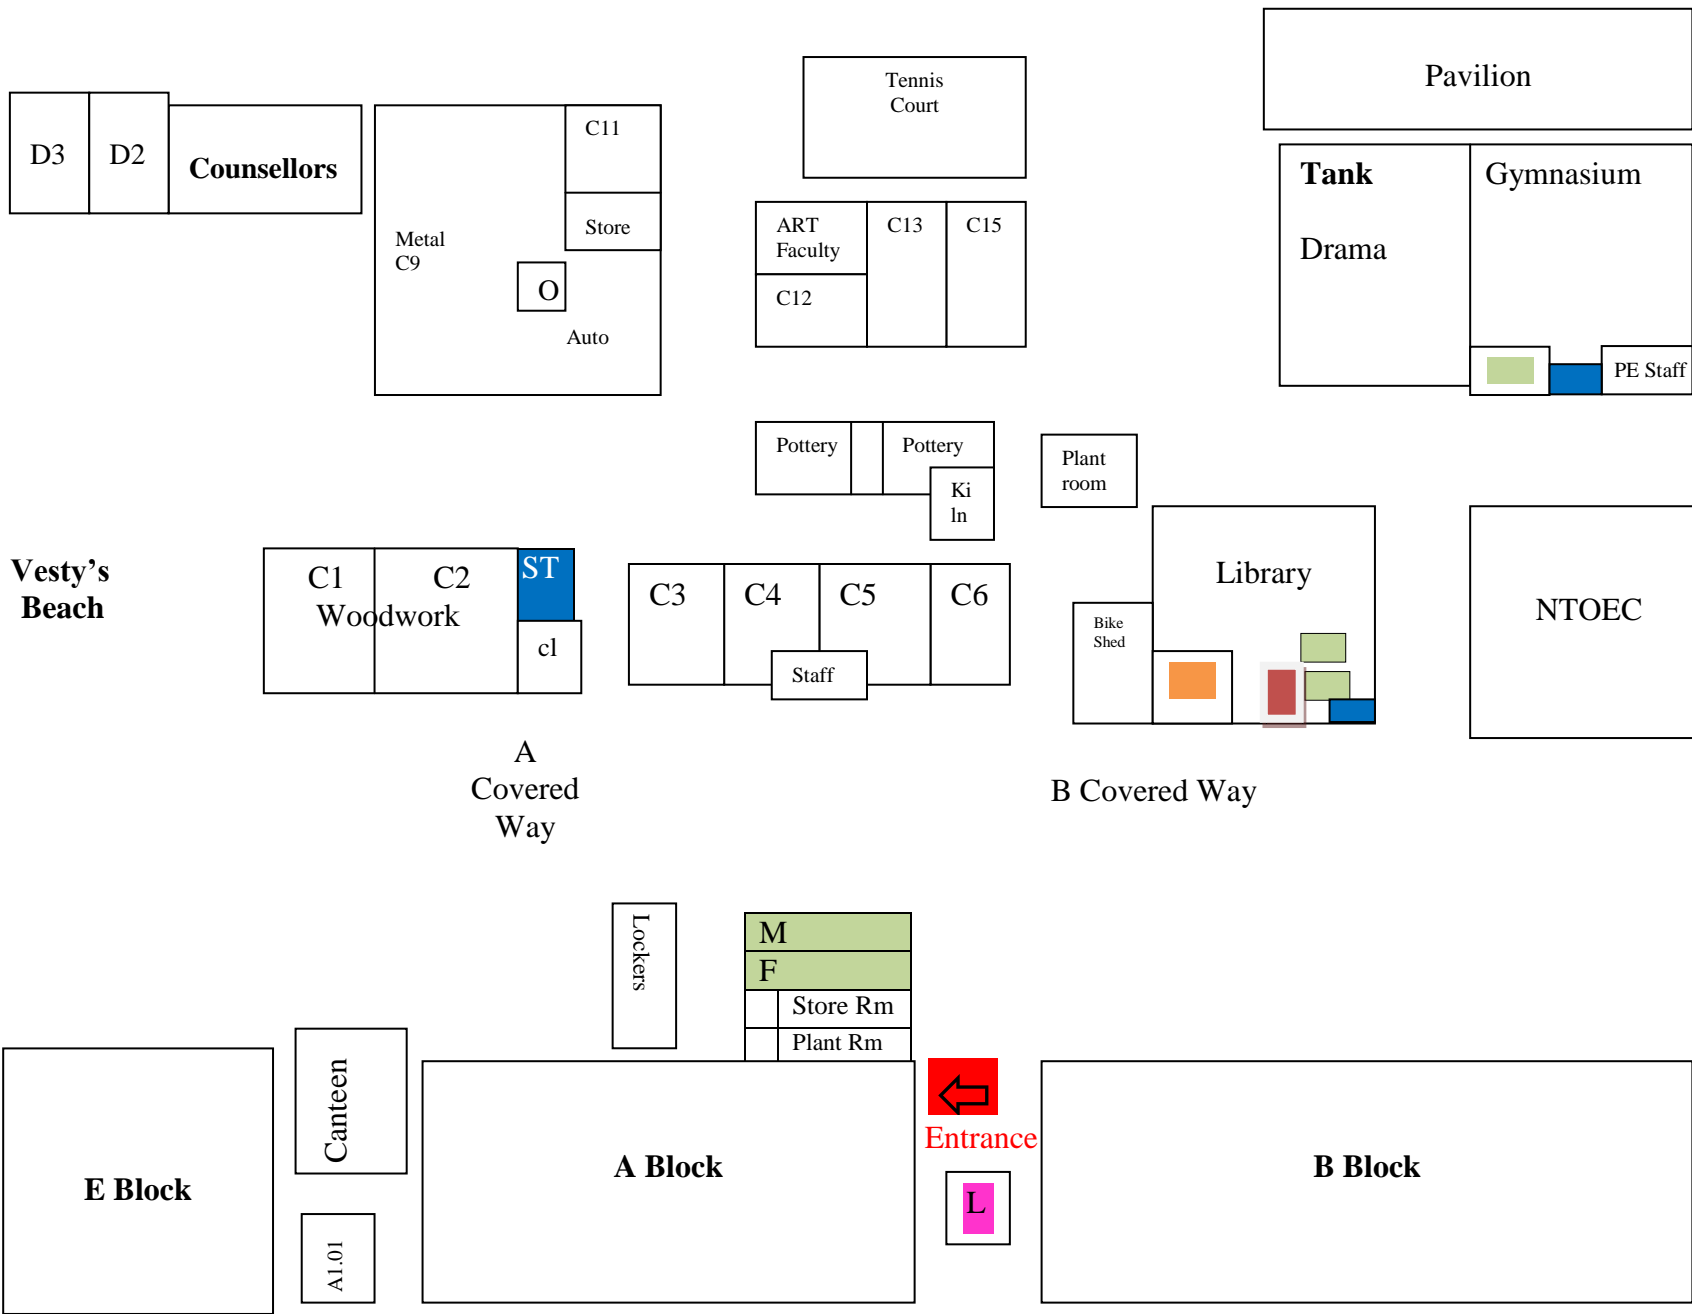 Pavilion
Tennis
Court
D3
D2
Counsellors
C11
Store
Metal
C9
O
Auto
ART
Faculty
C12
C13
C15
Tank
Drama
Gymnasium
PE Staff
Pottery
Pottery
Ki
ln
Plant
room
Vesty's
Beach
C1
C2
Woodwork
ST
cl
C3
C4
C5
C6
Staff
Bike
Shed
Library
NTOEC
A
Covered
Way
B Covered Way
Lockers
M
F
Store Rm
Plant Rm
Entrance
Canteen
E Block
A1.01
A Block
L
B Block